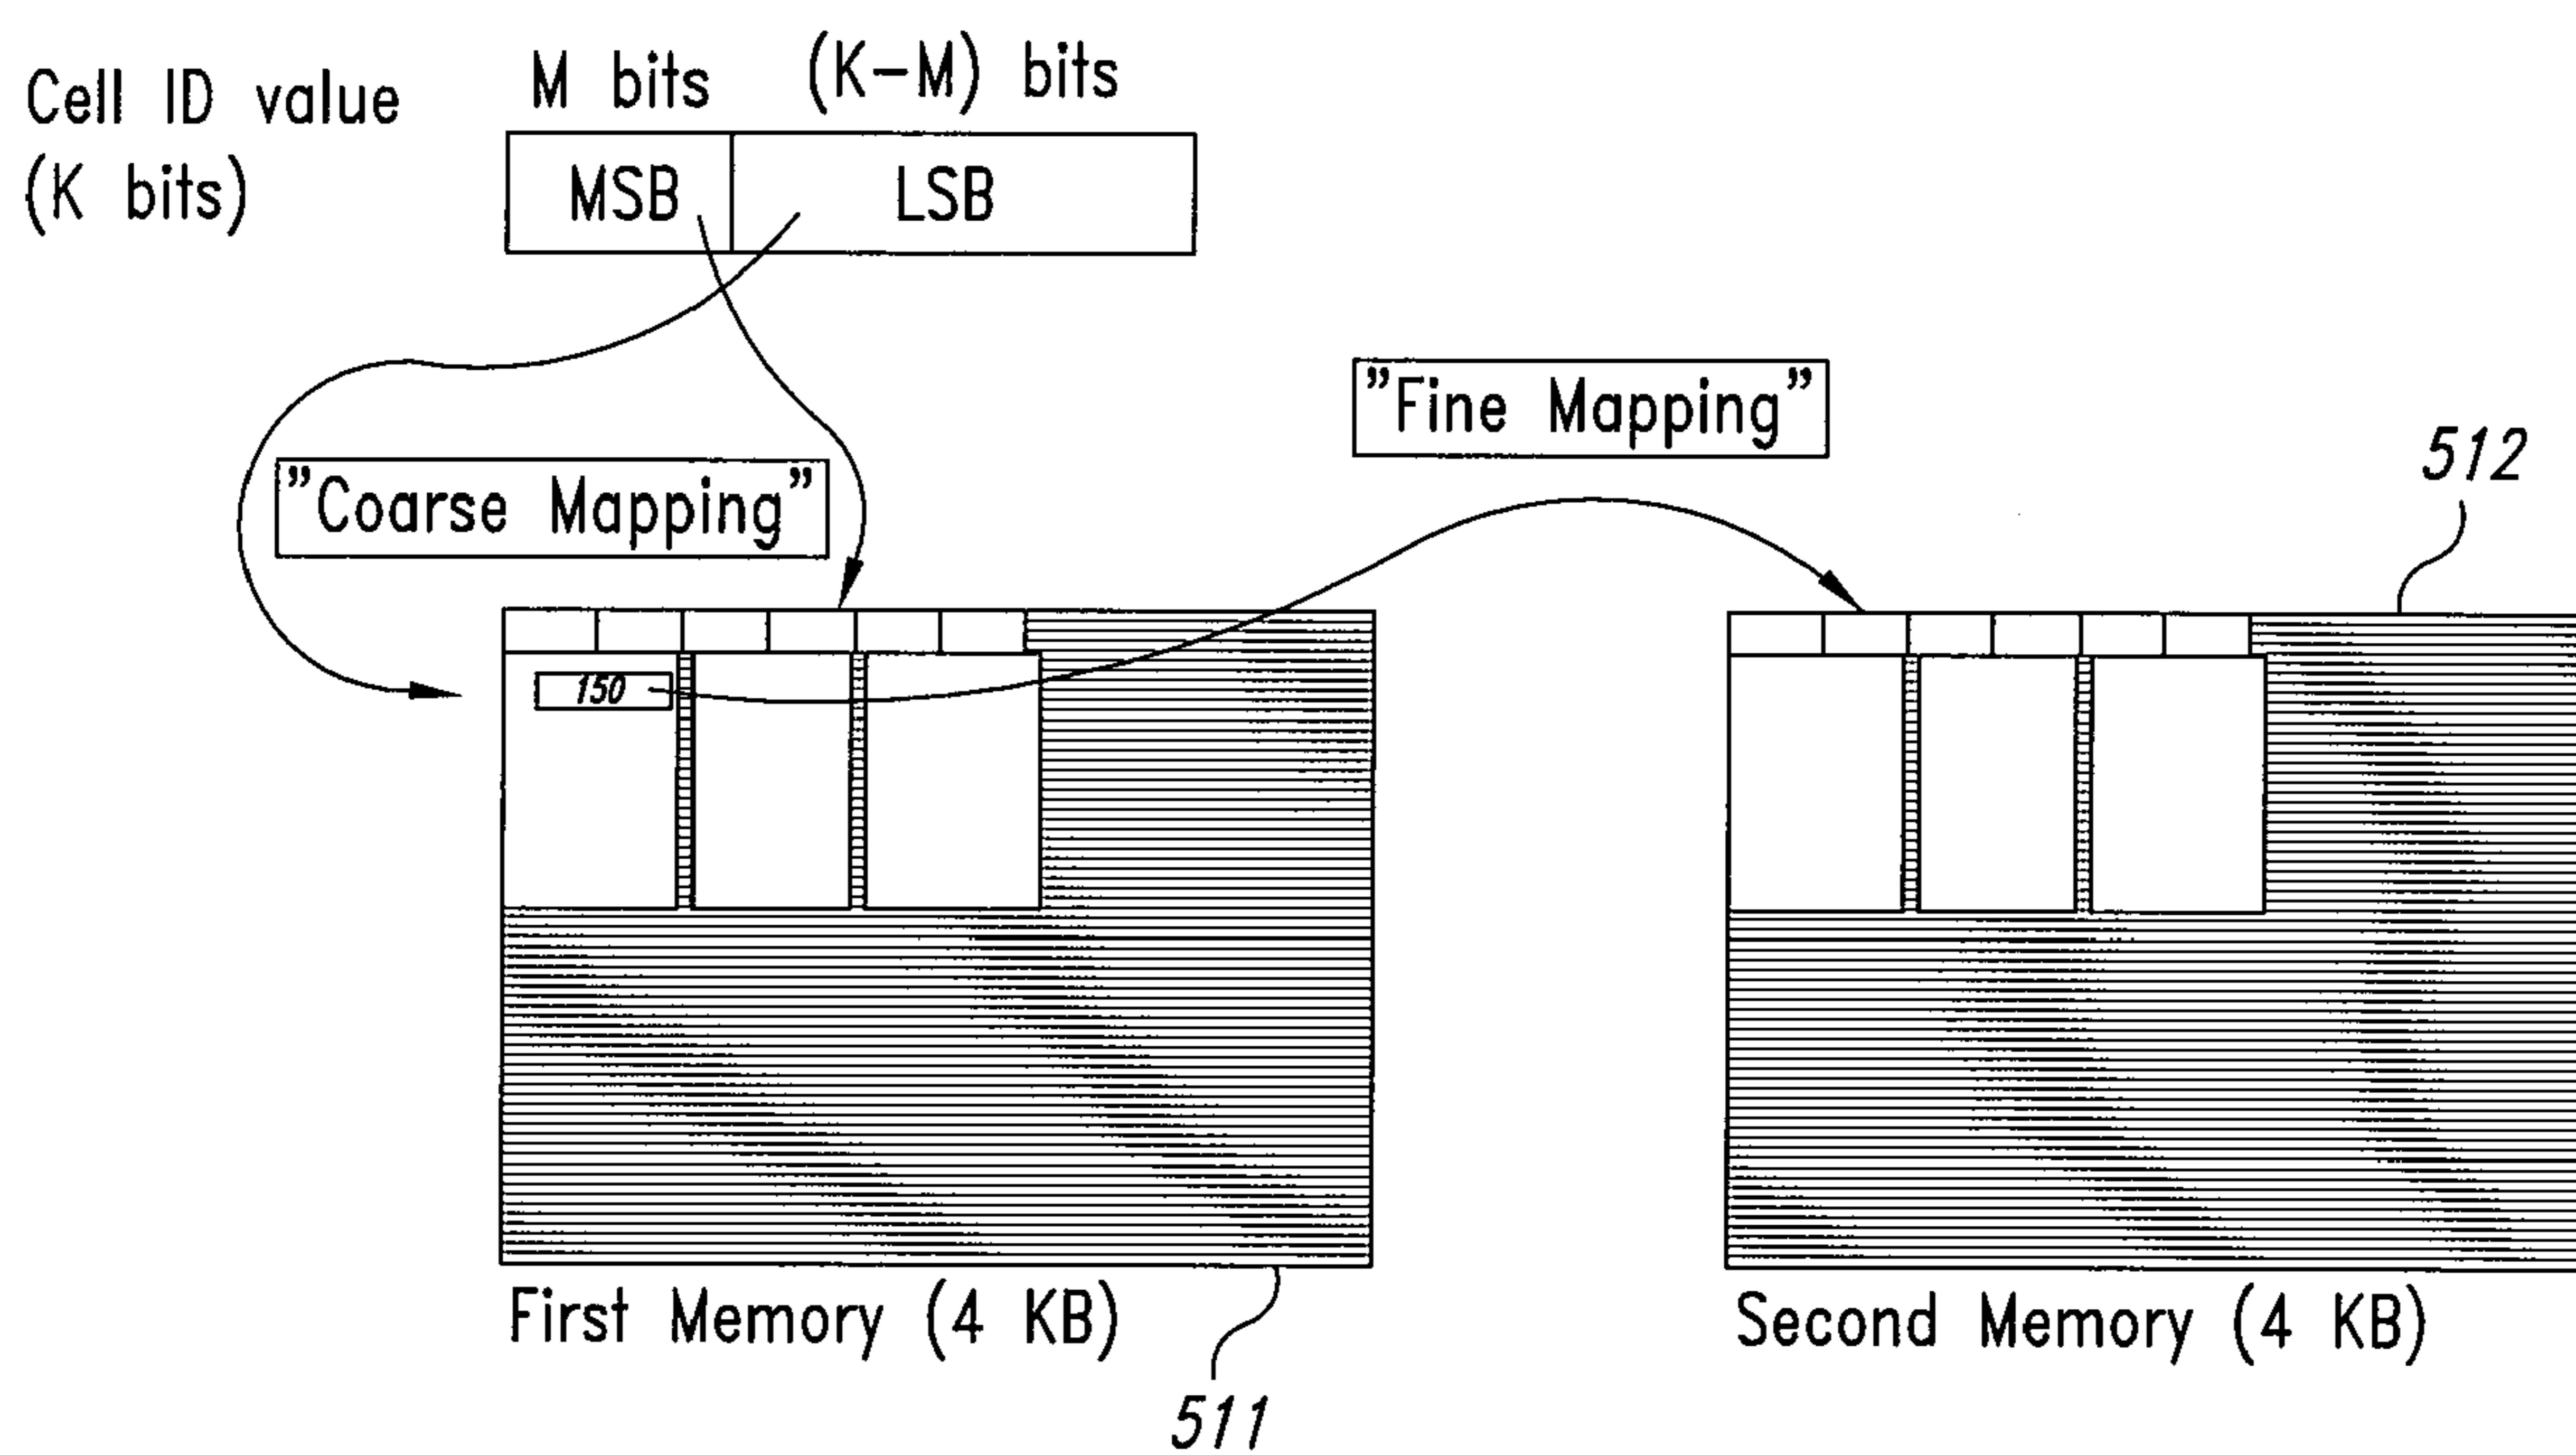 Cell ID value
(K bits)
M bits (K-M) bits
MSB LSB
"Fine Mapping"
"Coarse Mapping"
512
150
First Memory (4 KB)
Second Memory (4 KB)
511